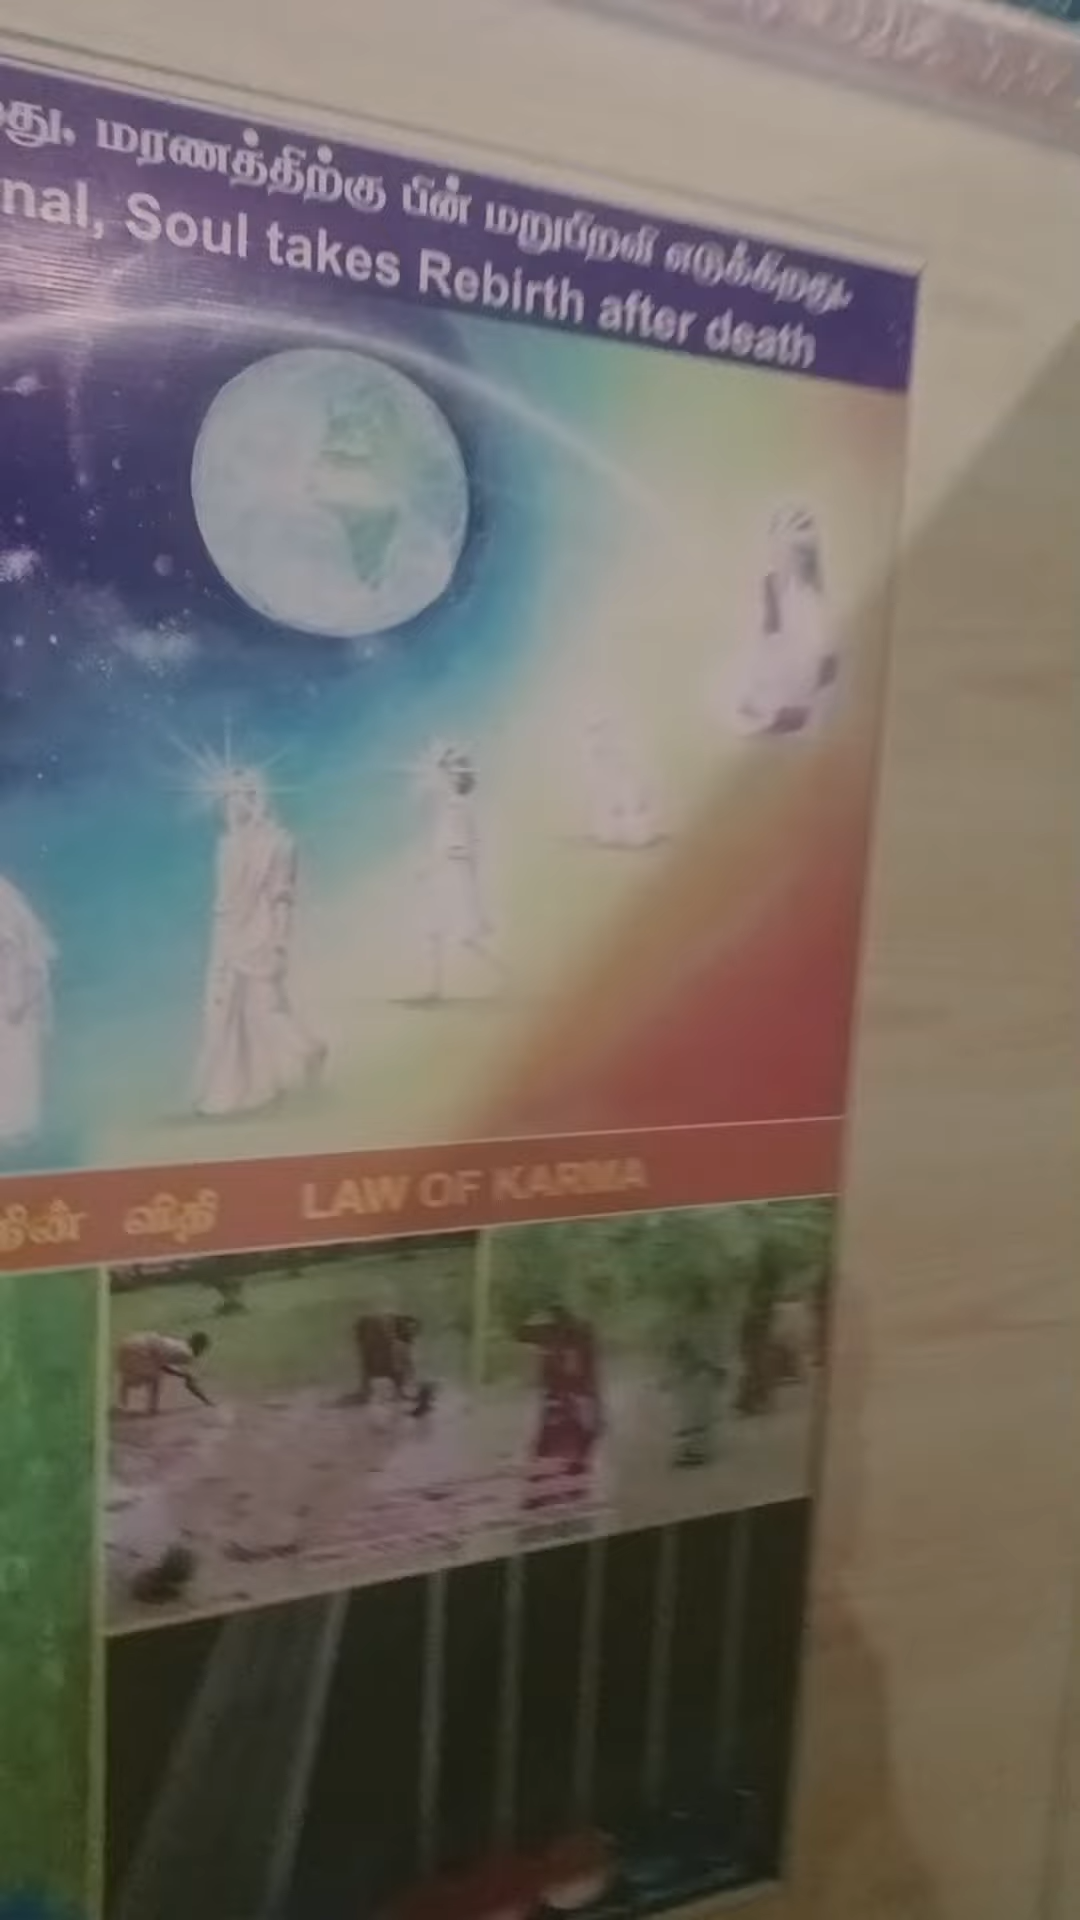 து. மரணத்திற்கு பின் மறுபிறவி எடுக்கிறது.
nal, Soul takes Rebirth after death
விதி LAW OF KARMA